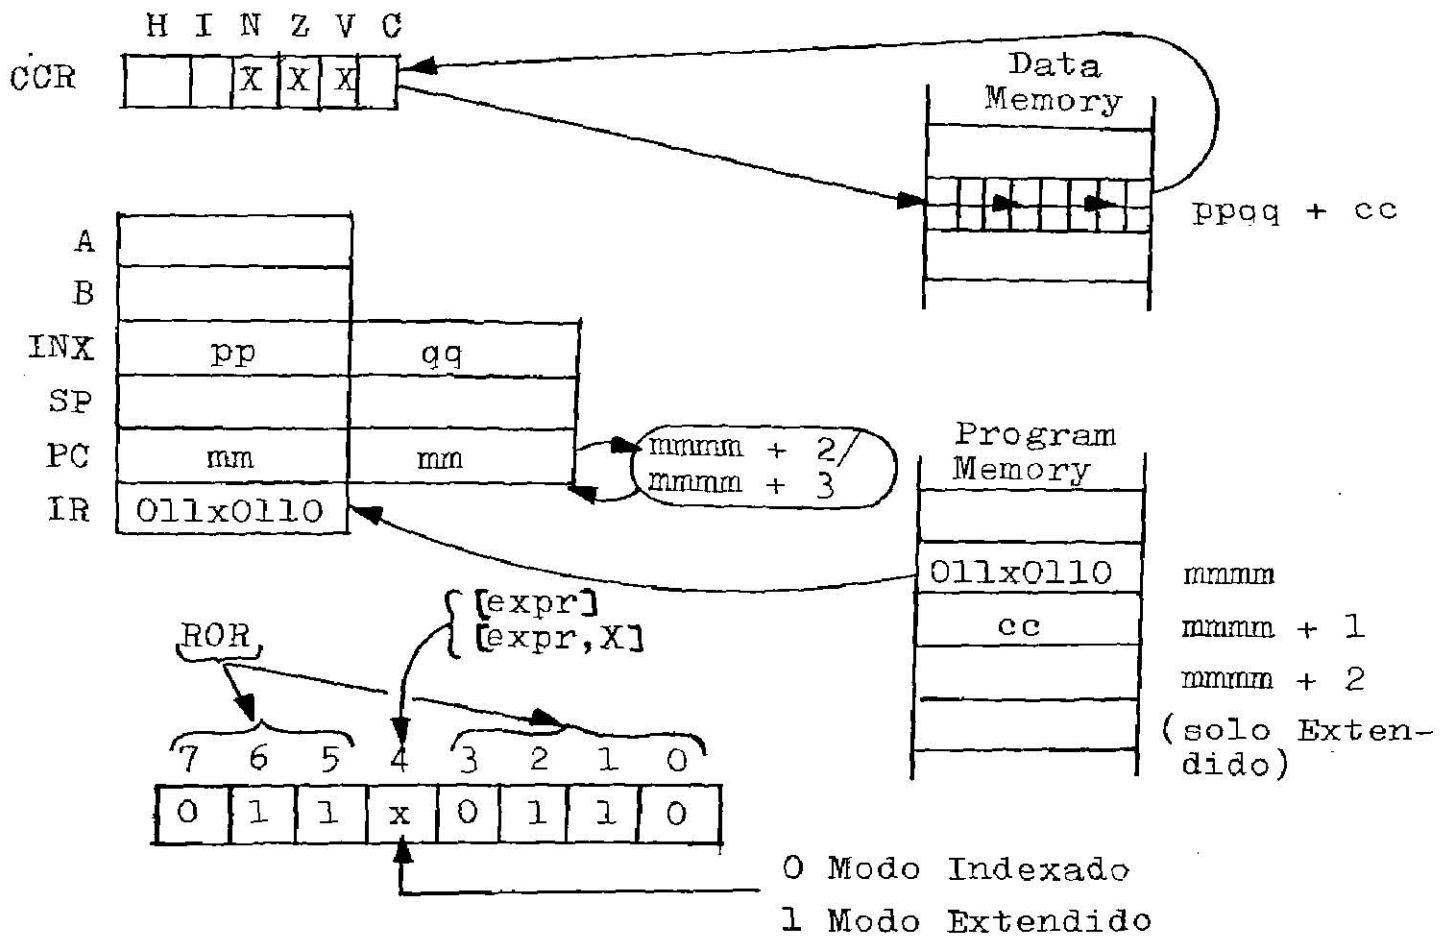 H I N Z V C
CCR X X X
Data
Memory
ppqq + cc
A
B
INX pp qq
SP
PC mm mm
IR 011x0110
mmmm + 2/
mmmm + 3
Program
Memory
011x0110 mmmm
cc mmmm + 1
mmmm + 2
(solo Exten-
dido)
[expr]
[expr,X]
ROR
7 6 5 4 3 2 1 0
0 1 1 x 0 1 1 0
0 Modo Indexado
1 Modo Extendido